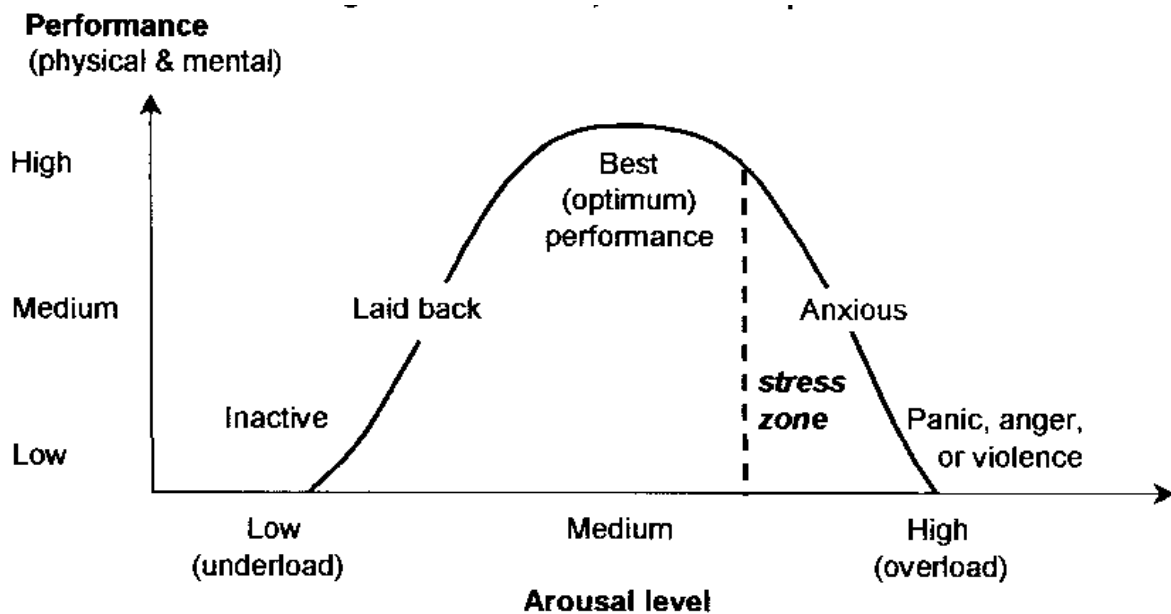 Performance
(physical & mental)
High
Best
(optimum)
performance
Medium
Laid back
Anxious
stress
zone
Inactive
Panic, anger,
or violence
Low
Low
(underload)
Medium
High
(overload)
Arousal level